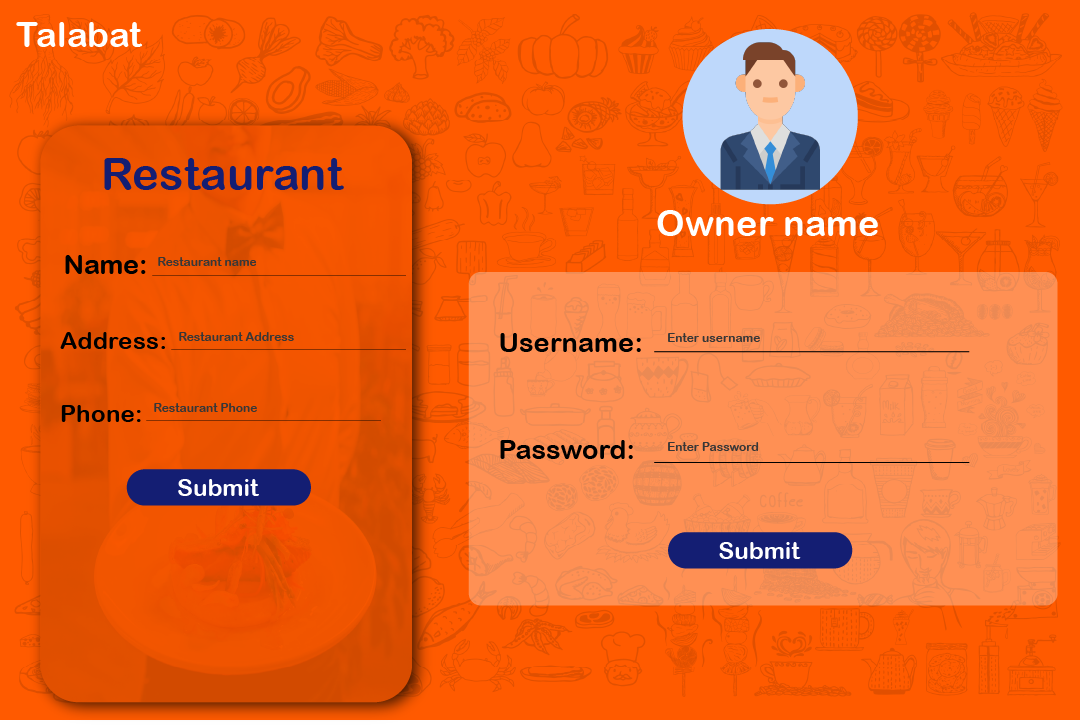 Talabat
Restaurant
Name: Restaurant name
Address: Restaurant Address
Phone: Restaurant Phone
Submit
Owner name
Username: Enter username
Password: Enter Password
Submit
coffee